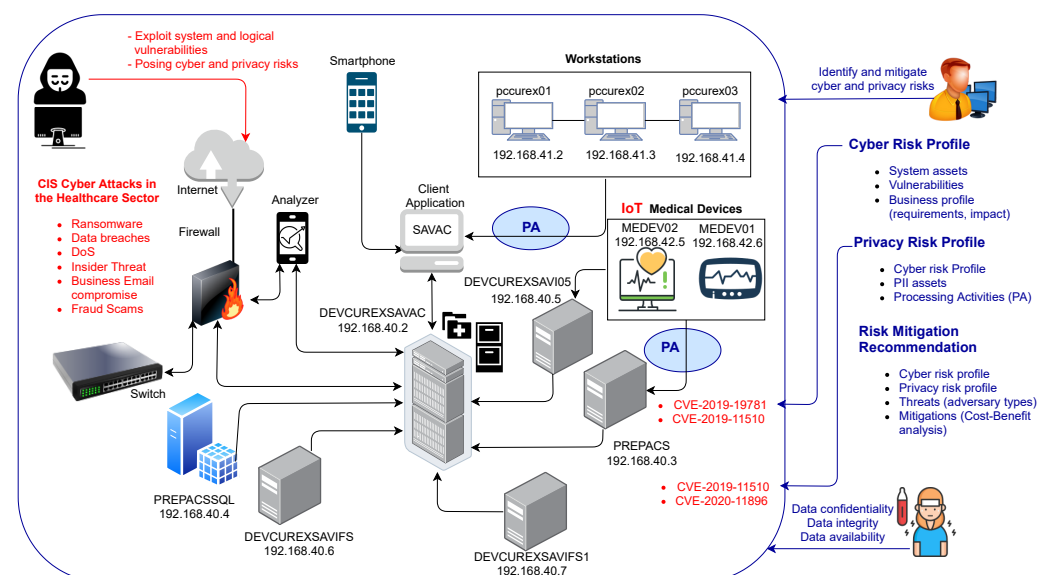 - Exploit system and logical
vulnerabilities
- Posing cyber and privacy risks
Smartphone
Workstations
pccurex01
pccurex02
pccurex03
192.168.41.2
192.168.41.3
192.168.41.4
Identify and mitigate
cyber and privacy risks
Cyber Risk Profile
• System assets
• Vulnerabilities
• Business profile
(requirements, impact)
Privacy Risk Profile
• Cyber risk Profile
• PII assets
• Processing Activities (PA)
Risk Mitigation
Recommendation
• Cyber risk profile
• Privacy risk profile
• Threats (adversary types)
• Mitigations (Cost-Benefit
analysis)
CIS Cyber Attacks in
the Healthcare Sector
• Ransomware
• Data breaches
• DoS
• Insider Threat
• Business Email
compromise
• Fraud Scams
Internet
Firewall
Analyzer
Client
Application
SAVAC
PA
IoT Medical Devices
MEDEV02
192.168.42.5
MEDEV01
192.168.42.6
DEVCUREXSAVI05
192.168.40.5
DEVCUREXSAVAC
192.168.40.2
PA
Switch
• CVE-2019-19781
• CVE-2019-11510
PREPACS
192.168.40.3
• CVE-2019-11510
• CVE-2020-11896
PREPACSSQL
192.168.40.4
DEVCUREXSAVIFS
192.168.40.6
DEVCUREXSAVIFS1
192.168.40.7
Data confidentiality
Data integrity
Data availability